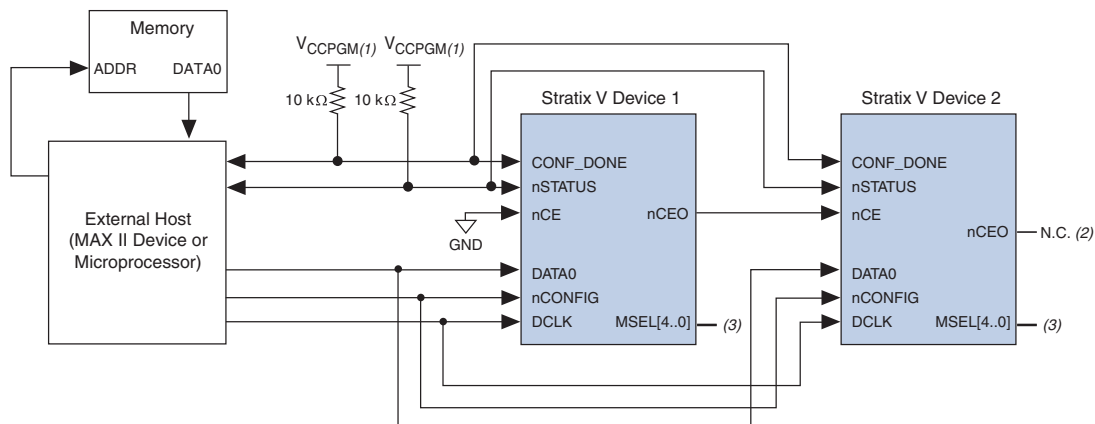 Memory
ADDR DATA0
VCCPGM(1) VCCPGM(1)
10 kΩ 10 kΩ
Stratix V Device 1
Stratix V Device 2
External Host
(MAX II Device or
Microprocessor)
GND
CONF_DONE
nSTATUS
nCE
nCEO
DATA0
nCONFIG
DCLK
MSEL[4..0]
(3)
CONF_DONE
nSTATUS
nCE
nCEO
N.C. (2)
DATA0
nCONFIG
DCLK
MSEL[4..0]
(3)